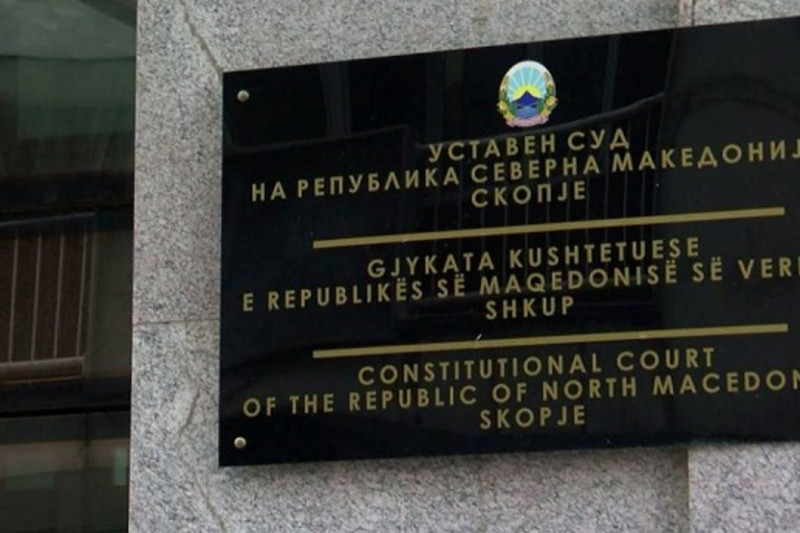 УСТАВЕН СУД
НА РЕПУБЛИКА СЕВЕРНА МАКЕДОНИЈ
СКОПЈЕ
GJYKATA KUSHTETUESE
E REPUBLIKËS SË MAQEDONISË SË VERI
SHKUP
CONSTITUTIONAL COURT
OF THE REPUBLIC OF NORTH MACEDON
SKOPJE